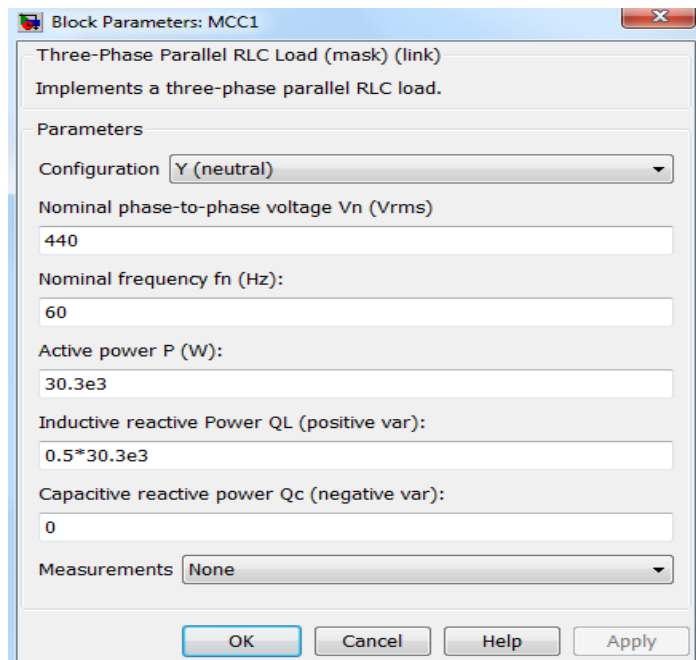 Block Parameters: MCC1
Three-Phase Parallel RLC Load (mask) (link)
Implements a three-phase parallel RLC load.
Parameters
Configuration Y (neutral)
Nominal phase-to-phase voltage Vn (Vrms)
440
Nominal frequency fn (Hz):
60
Active power P (W):
30.3e3
Inductive reactive Power QL (positive var):
0.5*30.3e3
Capacitive reactive power Qc (negative var):
0
Measurements None
OK Cancel Help Apply